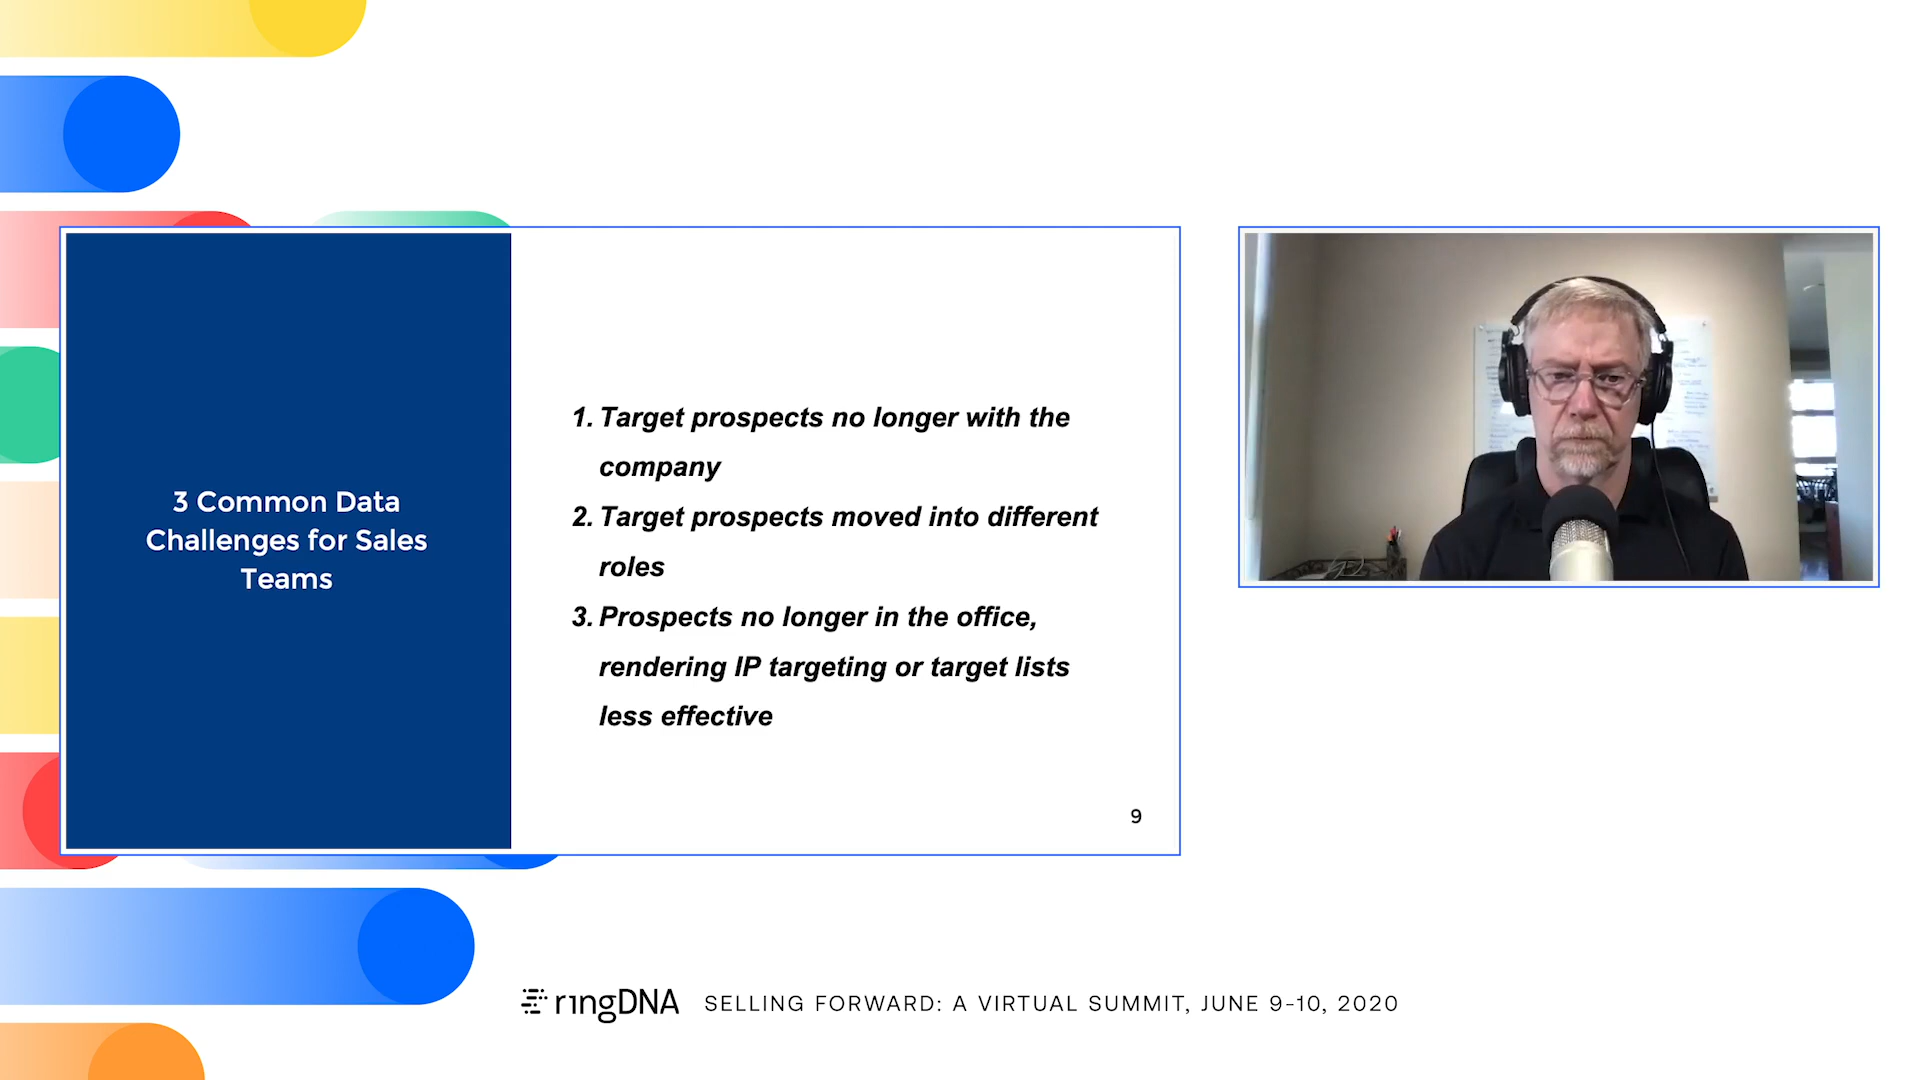 3 Common Data
Challenges for Sales
Teams
1. Target prospects no longer with the
company
2. Target prospects moved into different
roles
3. Prospects no longer in the office,
rendering IP targeting or target lists
less effective
9
ringDNA SELLING FORWARD: A VIRTUAL SUMMIT, JUNE 9-10, 2020